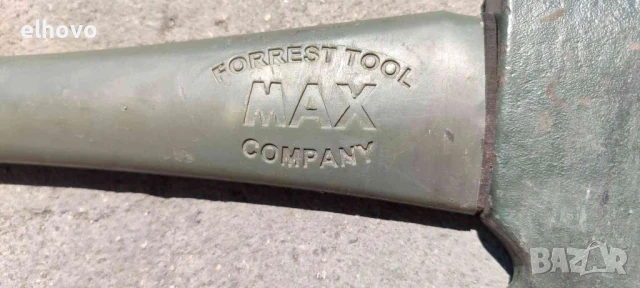 elhovo
FORREST TOOL
MAX
COMPANY
BAZAR